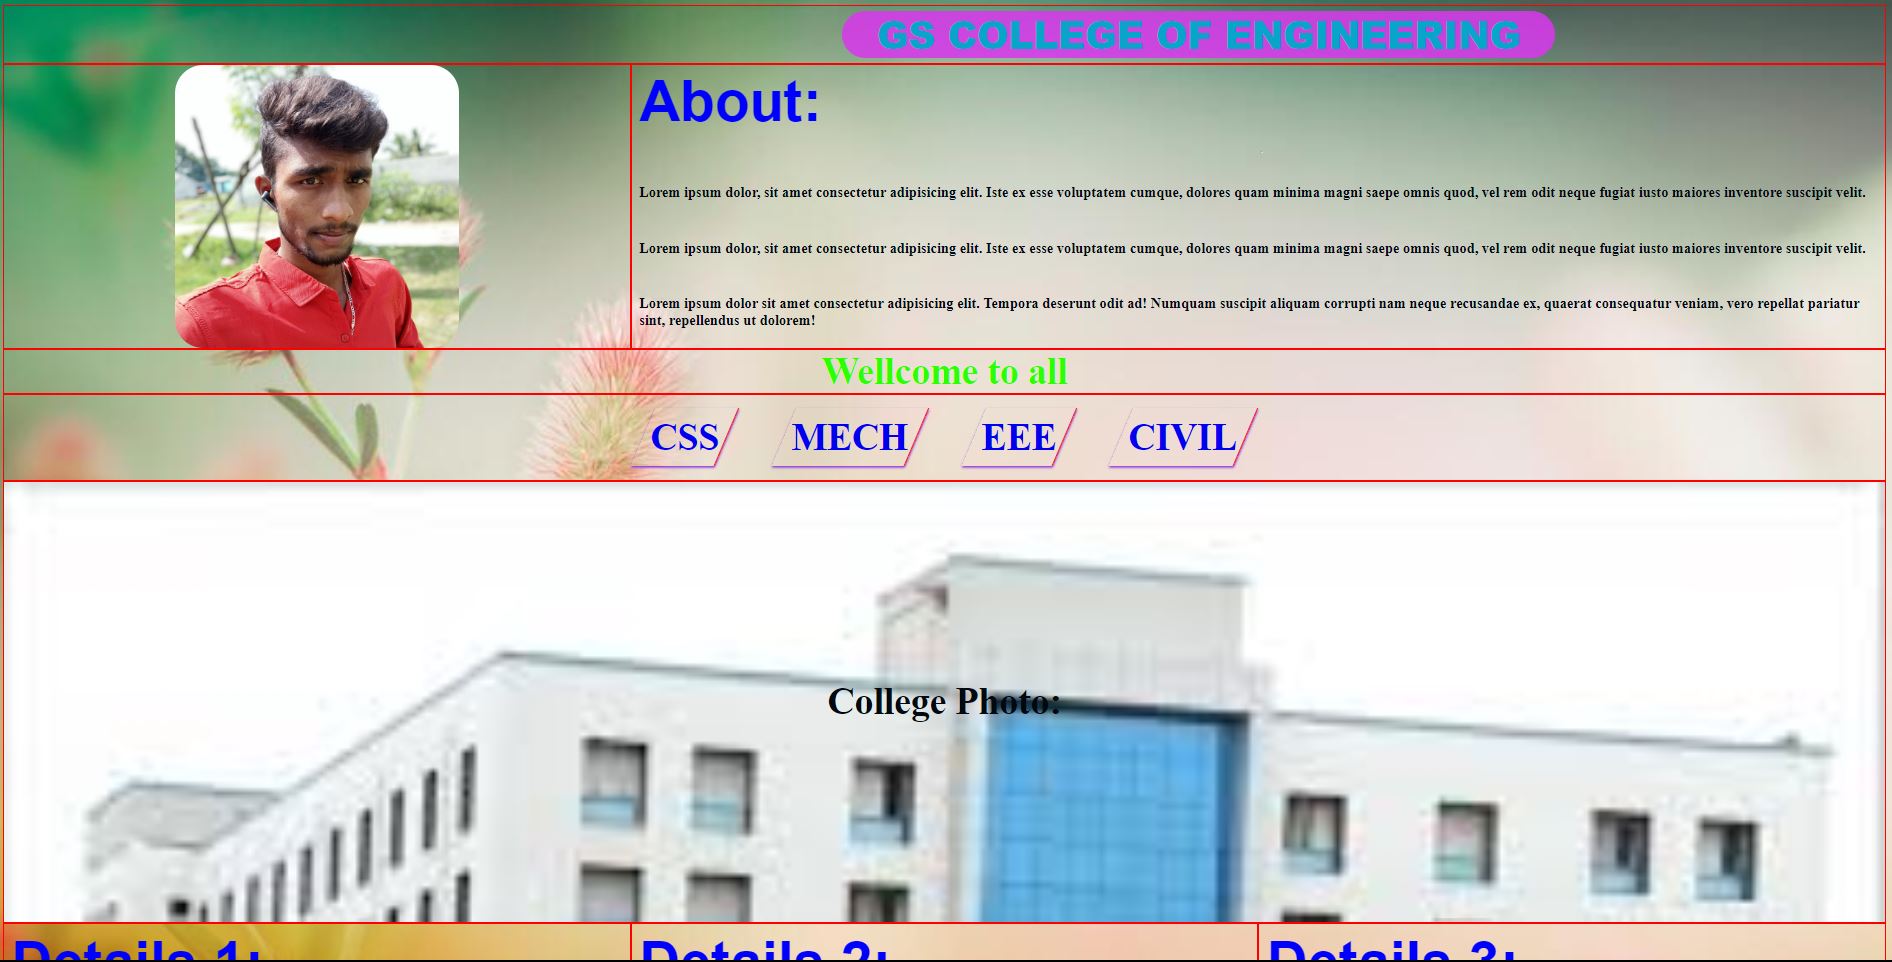 GS COLLEGE OF ENGINEERING
About:
Lorem ipsum dolor, sit amet consectetur adipisicing elit. Iste ex esse voluptatem cumque, dolores quam minima magni saepe omnis quod, vel rem odit neque fugiat iusto maiores inventore suscipit velit.
Lorem ipsum dolor, sit amet consectetur adipisicing elit. Iste ex esse voluptatem cumque, dolores quam minima magni saepe omnis quod, vel rem odit neque fugiat iusto maiores inventore suscipit velit.
Lorem ipsum dolor sit amet consectetur adipisicing elit. Tempora deserunt odit ad! Numquam suscipit aliquam corrupti nam neque recusandae ex, quaerat consequatur veniam, vero repellat pariatur
sint, repellendus ut dolorem!
Wellcome to all
CSS MECH EEE CIVIL
College Photo:
Details 1: Details 2: Details 3: